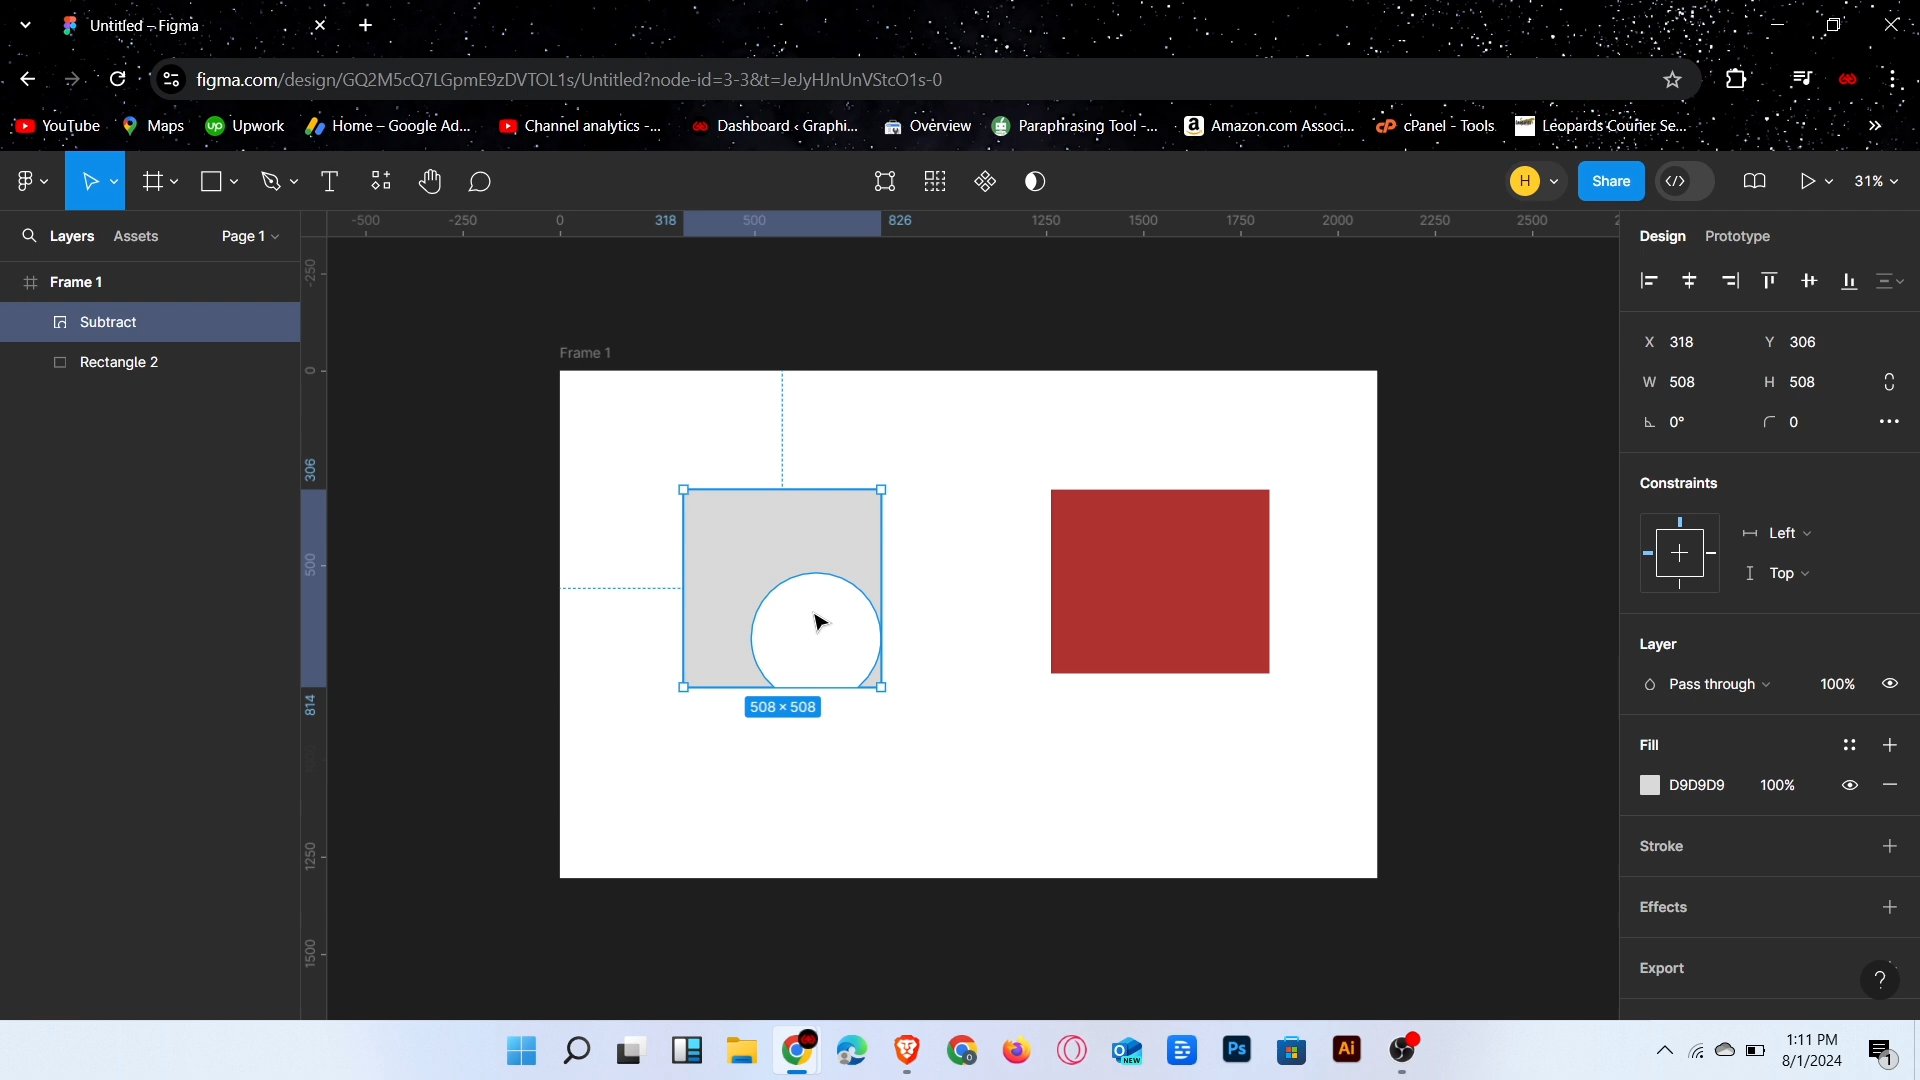 Untitled – Figma
figma.com/design/GQ2M5cQ7LGpmE9zDVTOL1s/Untitled?node-id=3-3&t=JeJyHJnUnVStcO1s-0
YouTube Maps Upwork Home – Google Ad... Channel analytics -... Dashboard ‹ Graphi... Overview Paraphrasing Tool -... Amazon.com Associ... cPanel - Tools Leopards Courier Se... »
H Share 31%
Layers Assets Page 1
-500 -250 0 318 500 826 1250 1500 1750 2000 2250 2500
Design Prototype
Frame 1
Subtract
Rectangle 2
-250
0
306
500
814
1250
1500
Frame 1
508 × 508
X 318 Y 306
W 508 H 508
0° 0
Constraints
Left
Top
Layer
Pass through 100%
Fill
D9D9D9 100%
Stroke
Effects
Export
?
NEW
Ps
Ai
1:11 PM
8/1/2024
1